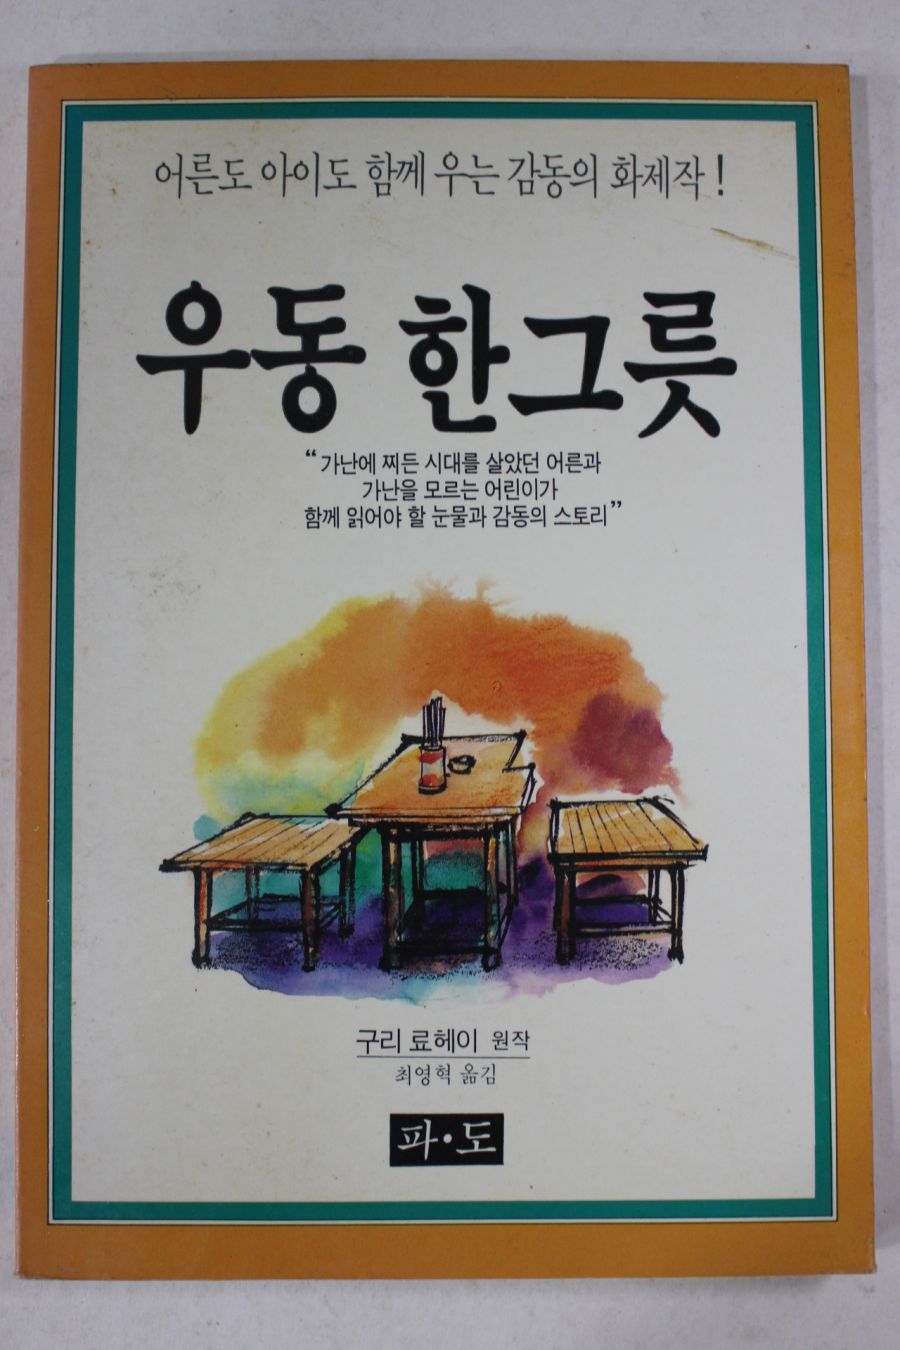 어른도 아이도 함께 우는 감동의 화제작!
우동 한그릇
“가난에 찌든 시대를 살았던 어른과
가난을 모르는 어린이가
함께 읽어야 할 눈물과 감동의 스토리”
구리 료헤이 원작
최영혁 옮김
파·도